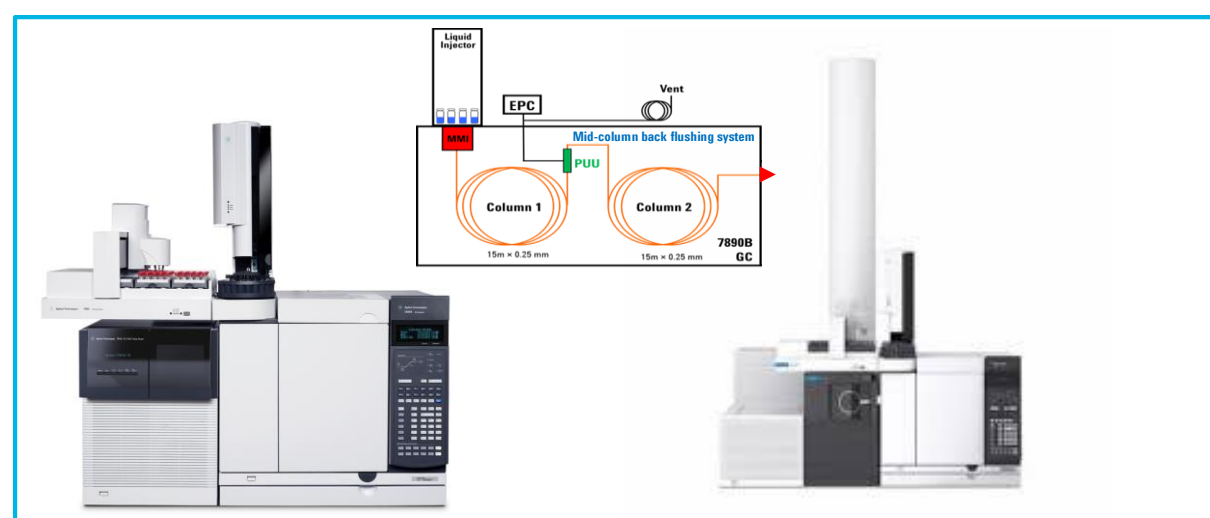 Liquid
Injector
EPC
Vent
MMI
Mid-column back flushing system
PUU
Column 1
Column 2
15m × 0.25 mm
15m × 0.25 mm
7890B
GC